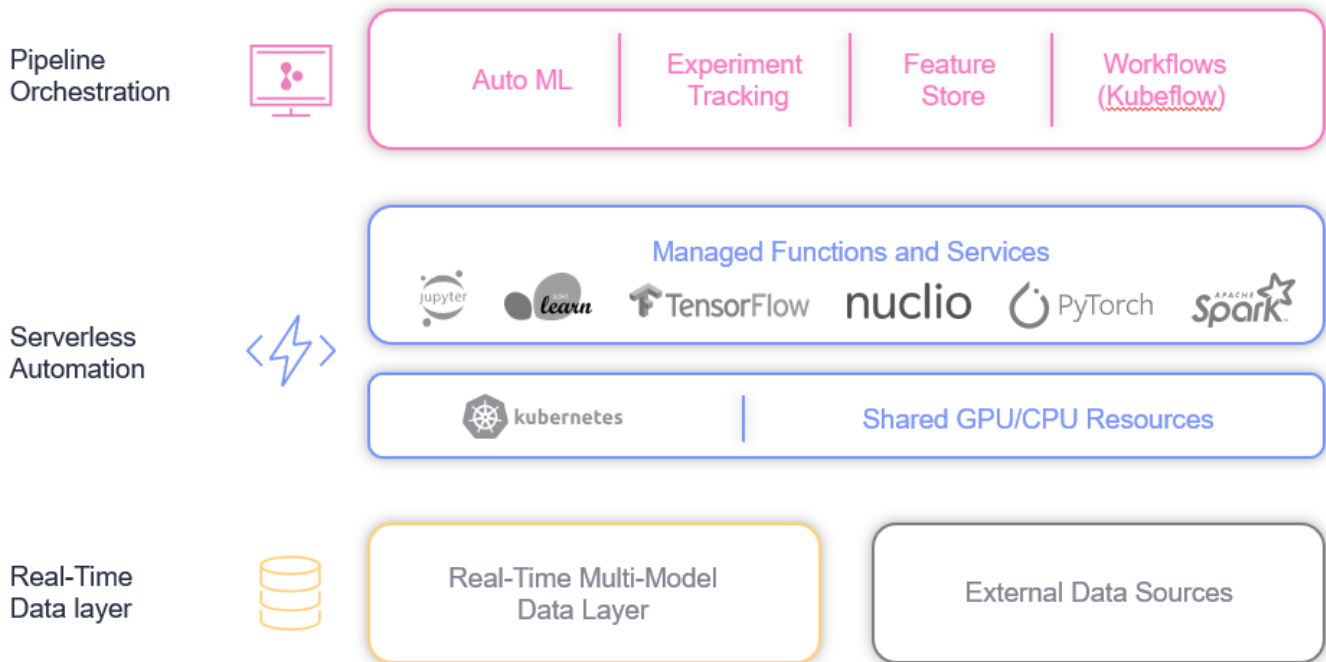 Pipeline
Orchestration
Auto ML
Experiment
Tracking
Feature
Store
Workflows
(Kubeflow)
Serverless
Automation
Managed Functions and Services
jupyter
scikit
learn
TensorFlow
nuclio
PyTorch
APACHE
Spark™
kubernetes
Shared GPU/CPU Resources
Real-Time
Data layer
Real-Time Multi-Model
Data Layer
External Data Sources